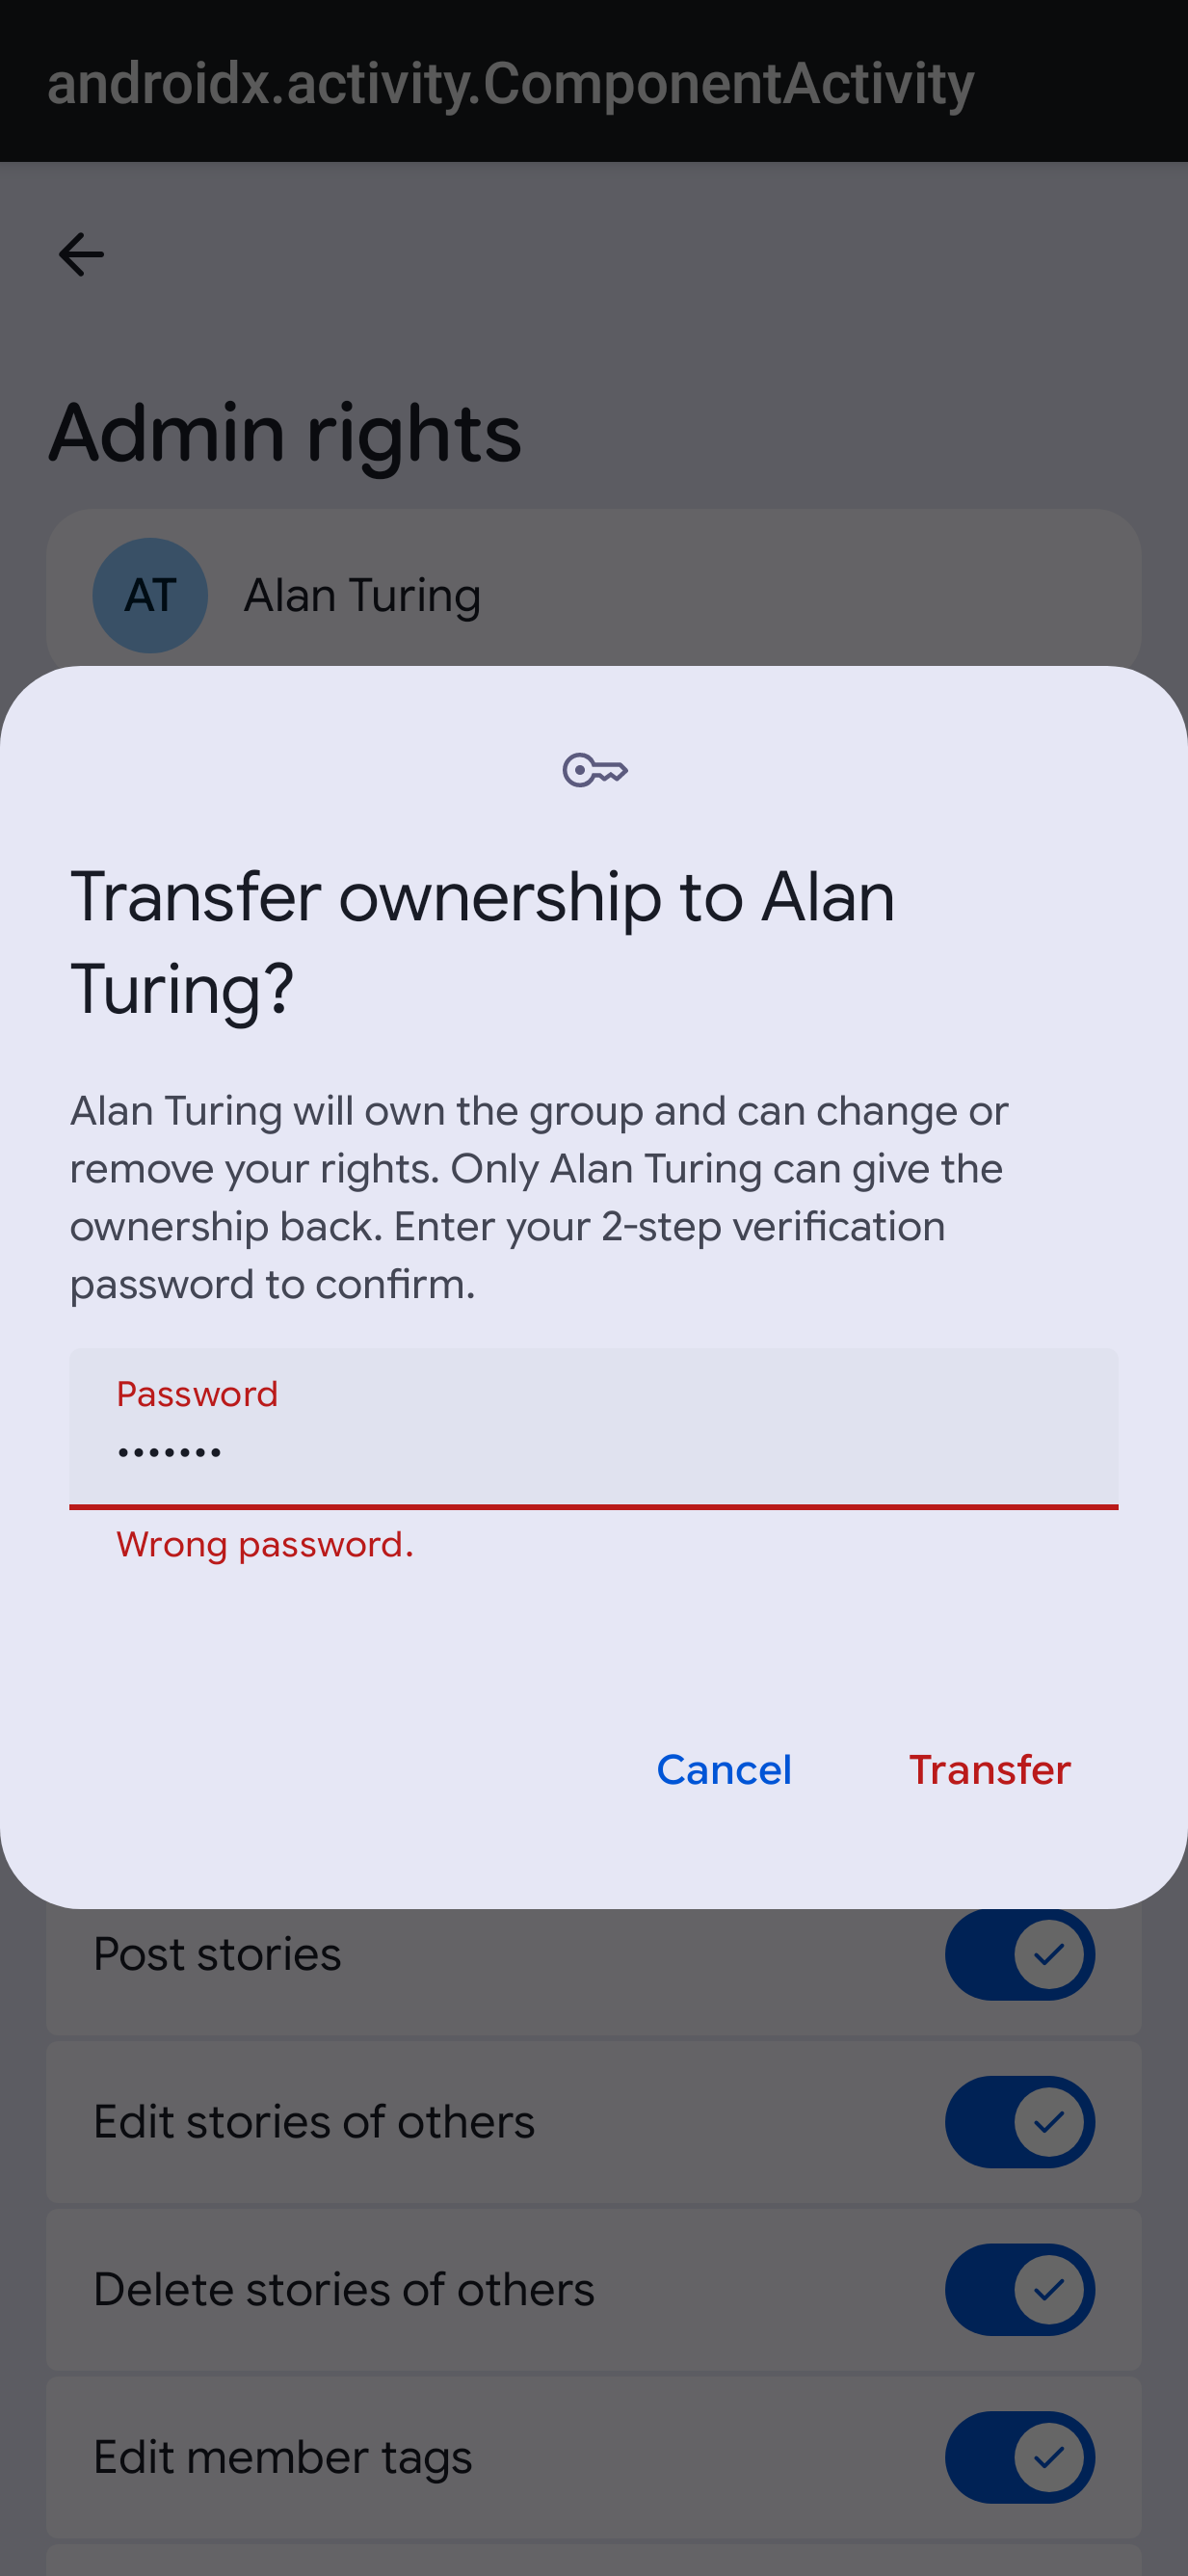 androidx.activity.ComponentActivity
Admin rights
AT
Alan Turing
Transfer ownership to Alan
Turing?
Alan Turing will own the group and can change or
remove your rights. Only Alan Turing can give the
ownership back. Enter your 2-step verification
password to confirm.
Password
•••••••
Wrong password.
Cancel
Transfer
Post stories
Edit stories of others
Delete stories of others
Edit member tags